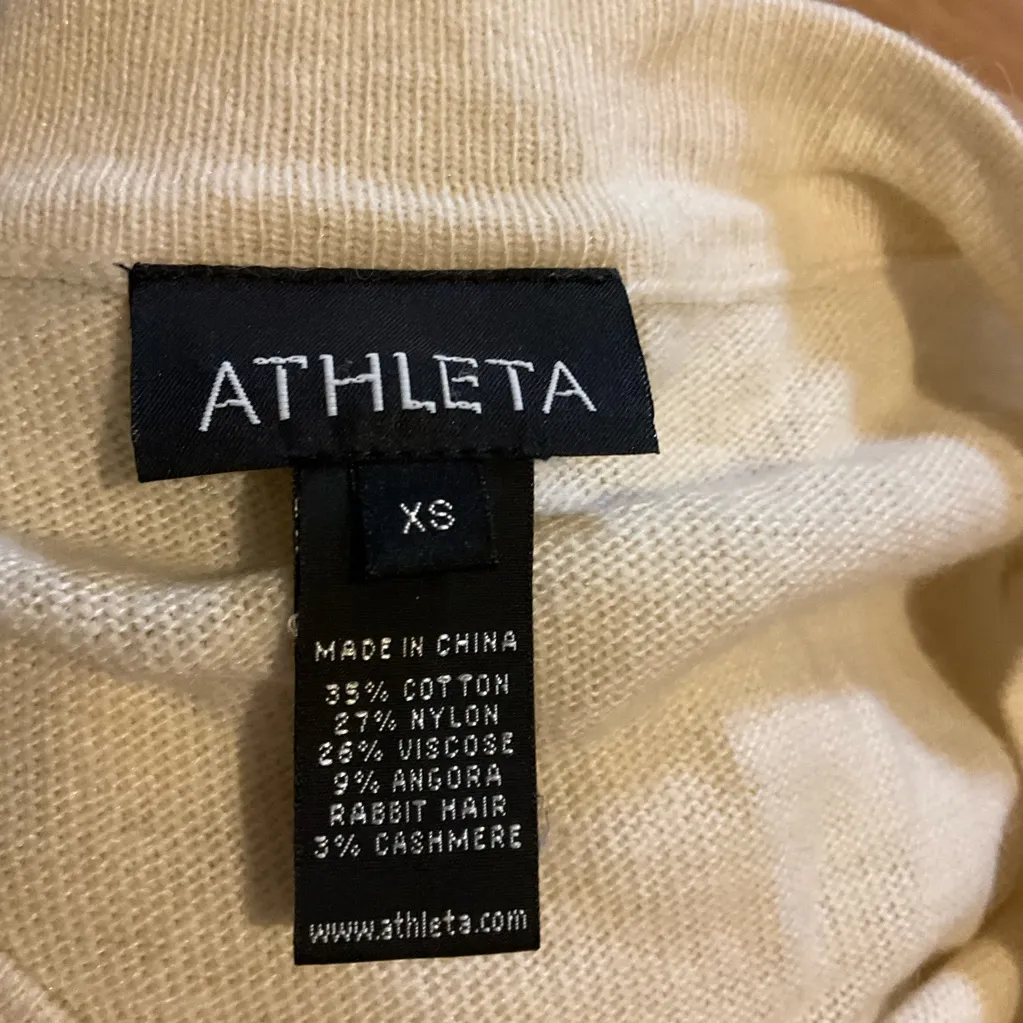 ATHLETA
XS
MADE IN CHINA
35% COTTON
27% NYLON
26% VISCOSE
9% ANGORA
RABBIT HAIR
3% CASHMERE
www.athleta.com